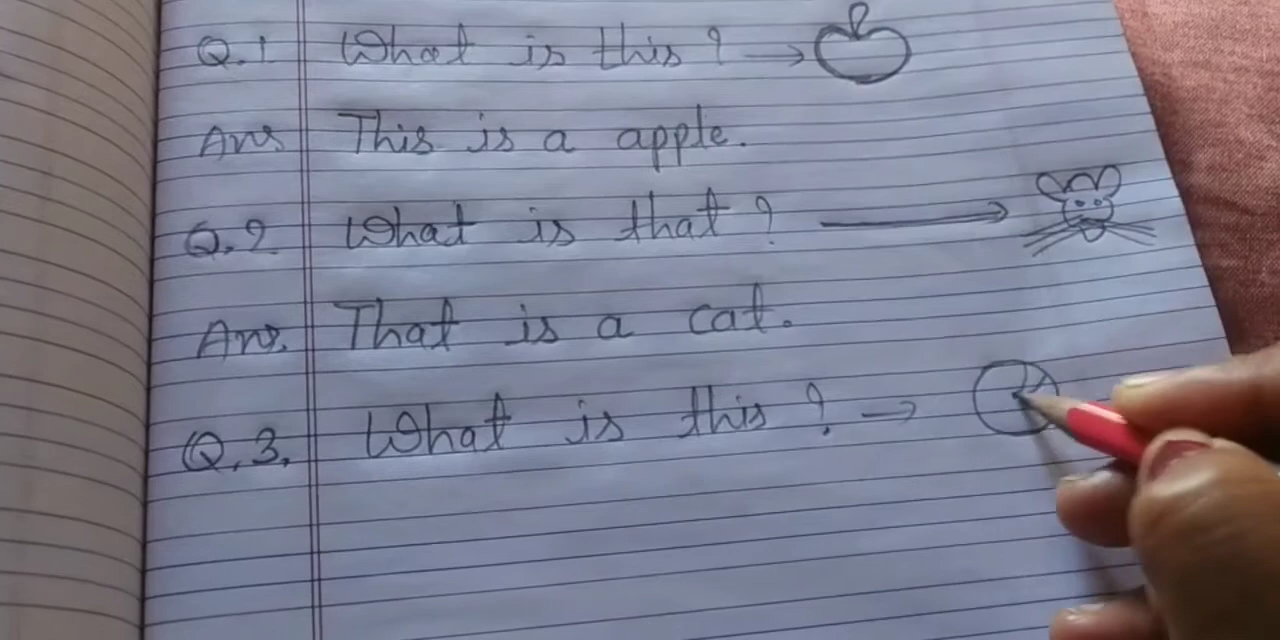 Q.1 What is this? →
Ans This is a apple.
Q.2 What is that? →
Ans. That is a cat.
Q.3. What is this? →